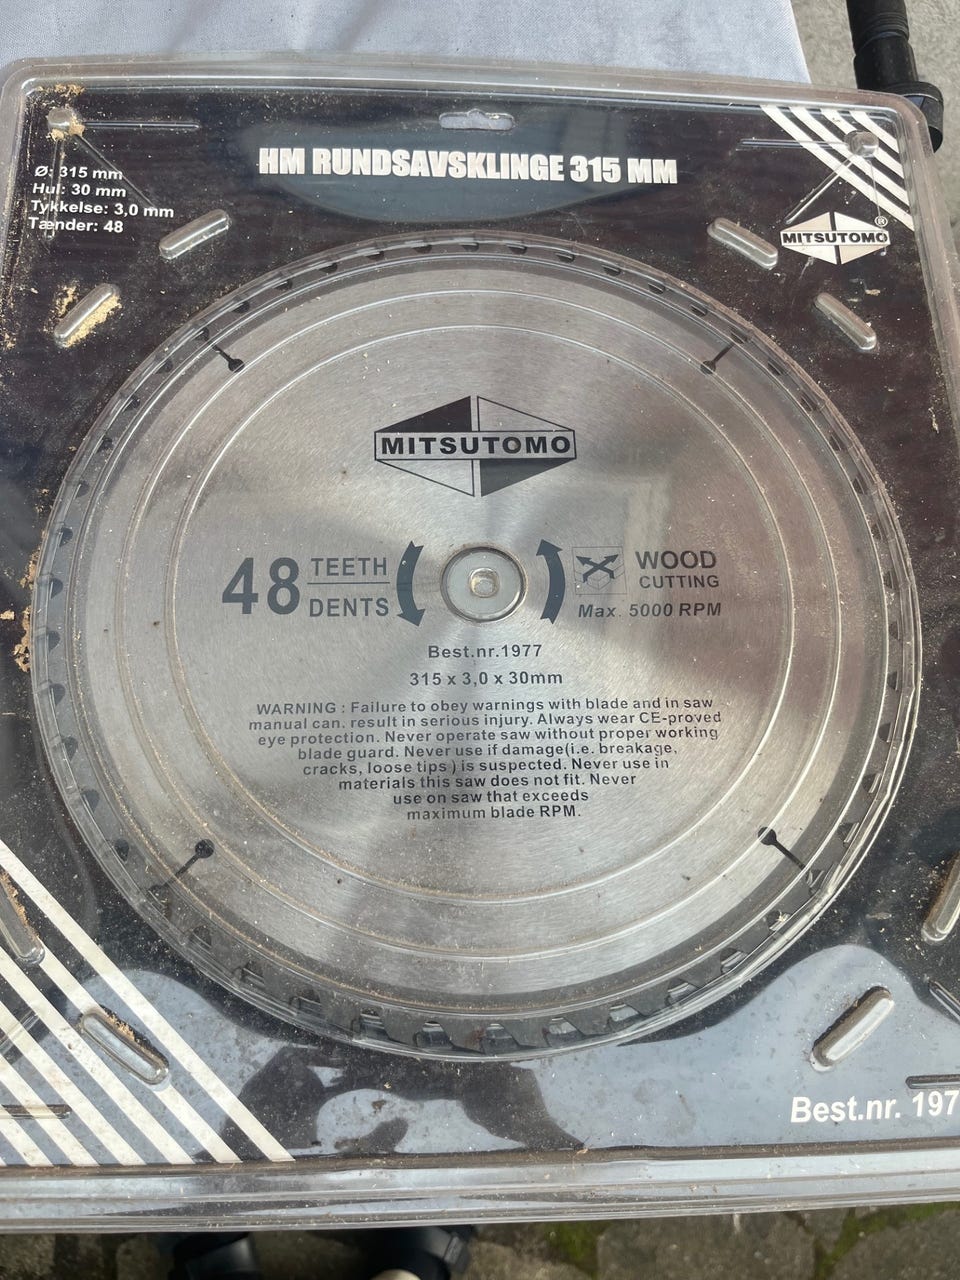 HM RUNDSAVSKLINGE 315 MM
Ø: 315 mm
Hul: 30 mm
Tykkelse: 3,0 mm
Tænder: 48
MITSUTOMO®
MITSUTOMO
48 TEETH
DENTS
WOOD
CUTTING
Max. 5000 RPM
Best.nr.1977
315 x 3,0 x 30mm
WARNING : Failure to obey warnings with blade and in saw
manual can. result in serious injury. Always wear CE-proved
eye protection. Never operate saw without proper working
blade guard. Never use if damage(i.e. breakage,
cracks, loose tips ) is suspected. Never use in
materials this saw does not fit. Never
use on saw that exceeds
maximum blade RPM.
Best.nr. 197